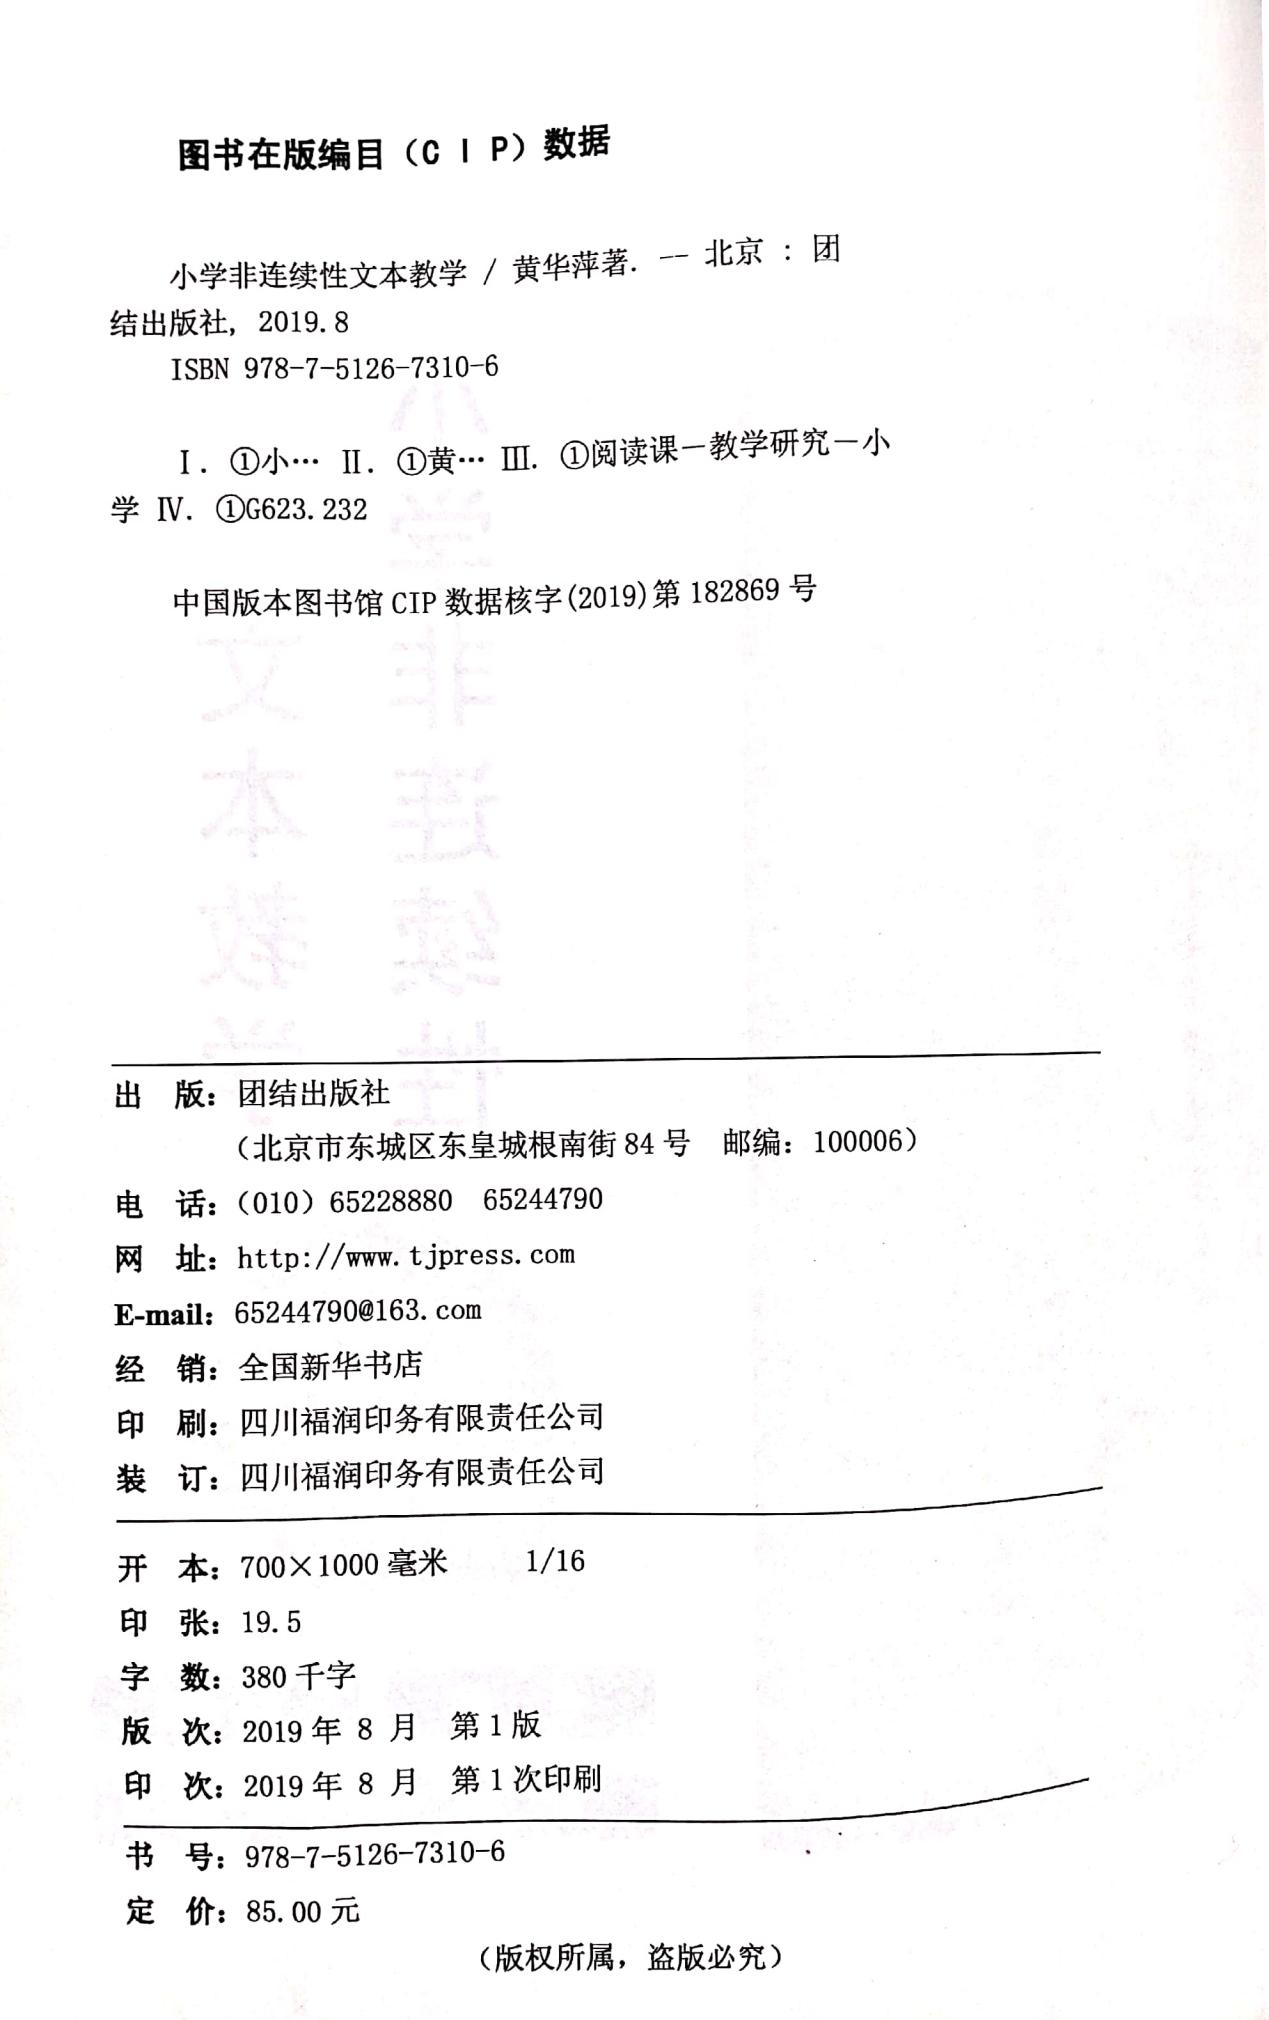 图书在版编目（CIP）数据
小学非连续性文本教学 / 黄华萍著. -- 北京 : 团
结出版社, 2019.8
ISBN 978-7-5126-7310-6
Ⅰ. ①小… Ⅱ. ①黄… Ⅲ. ①阅读课－教学研究－小
学 Ⅳ. ①G623.232
中国版本图书馆 CIP 数据核字(2019)第 182869 号
出　版：团结出版社
（北京市东城区东皇城根南街 84 号　邮编：100006）
电　话：（010）65228880　65244790
网　址：http://www.tjpress.com
E-mail：65244790@163.com
经　销：全国新华书店
印　刷：四川福润印务有限责任公司
装　订：四川福润印务有限责任公司
开　本：700×1000 毫米　　1/16
印　张：19.5
字　数：380 千字
版　次：2019 年 8 月　第 1 版
印　次：2019 年 8 月　第 1 次印刷
书　号：978-7-5126-7310-6
定　价：85.00 元
（版权所属，盗版必究）